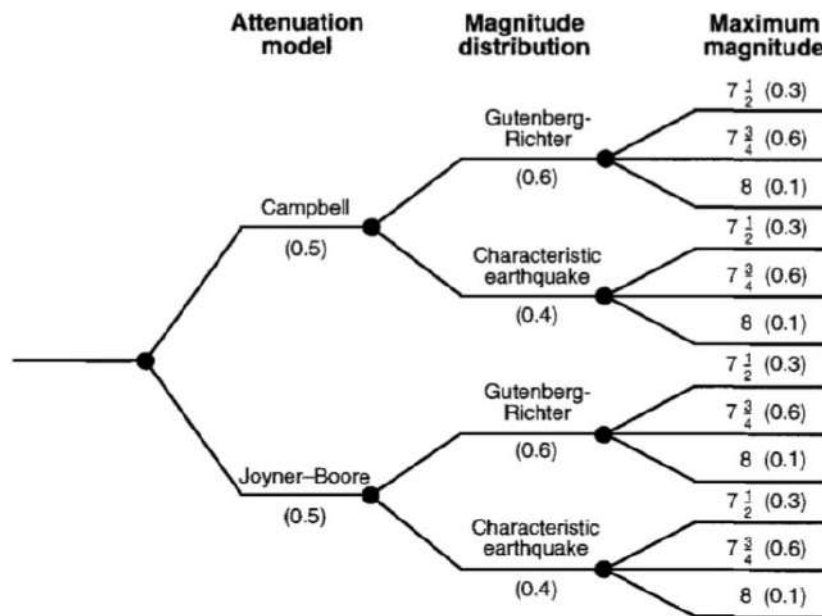 Attenuation model
Magnitude distribution
Maximum magnitude
Campbell
(0.5)
Gutenberg-
Richter
(0.6)
7 1/2 (0.3)
7 3/4 (0.6)
8 (0.1)
Characteristic
earthquake
(0.4)
7 1/2 (0.3)
7 3/4 (0.6)
8 (0.1)
Joyner–Boore
(0.5)
Gutenberg-
Richter
(0.6)
7 1/2 (0.3)
7 3/4 (0.6)
8 (0.1)
Characteristic
earthquake
(0.4)
7 1/2 (0.3)
7 3/4 (0.6)
8 (0.1)